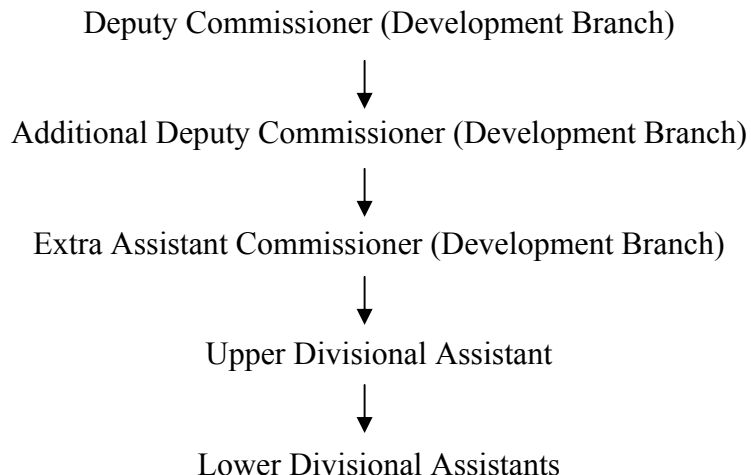 Deputy Commissioner (Development Branch)
Additional Deputy Commissioner (Development Branch)
Extra Assistant Commissioner (Development Branch)
Upper Divisional Assistant
Lower Divisional Assistants